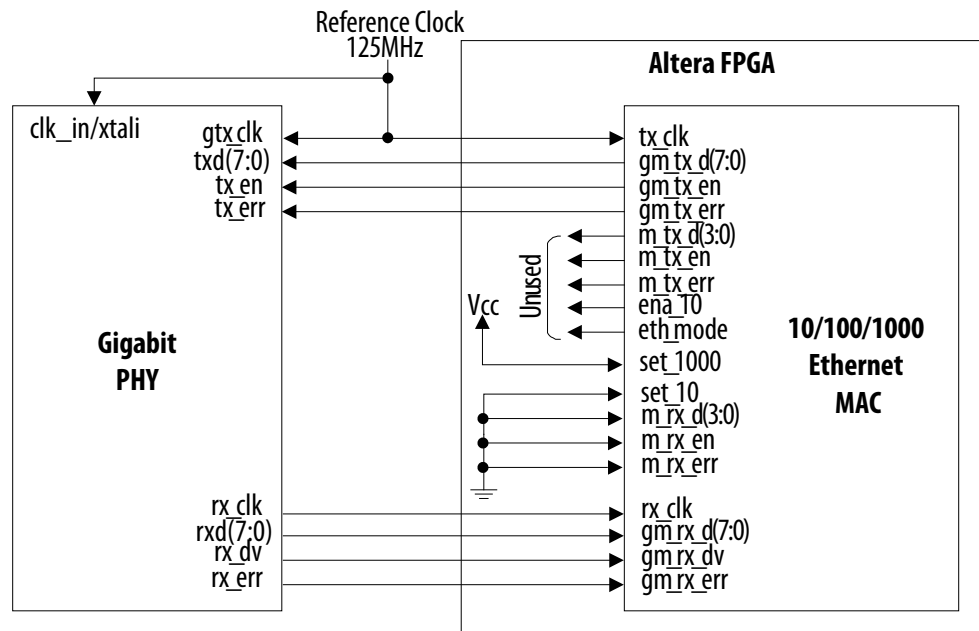 Reference Clock
125MHz
Altera FPGA
clk_in/xtali
gtx_clk
txd(7:0)
tx_en
tx_err
tx_clk
gm_tx_d(7:0)
gm_tx_en
gm_tx_err
m_tx_d(3:0)
m_tx_en
m_tx_err
ena_10
eth_mode
Unused
Vcc
set_1000
set_10
m_rx_d(3:0)
m_rx_en
m_rx_err
Gigabit
PHY
10/100/1000
Ethernet
MAC
rx_clk
rxd(7:0)
rx_dv
rx_err
rx_clk
gm_rx_d(7:0)
gm_rx_dv
gm_rx_err